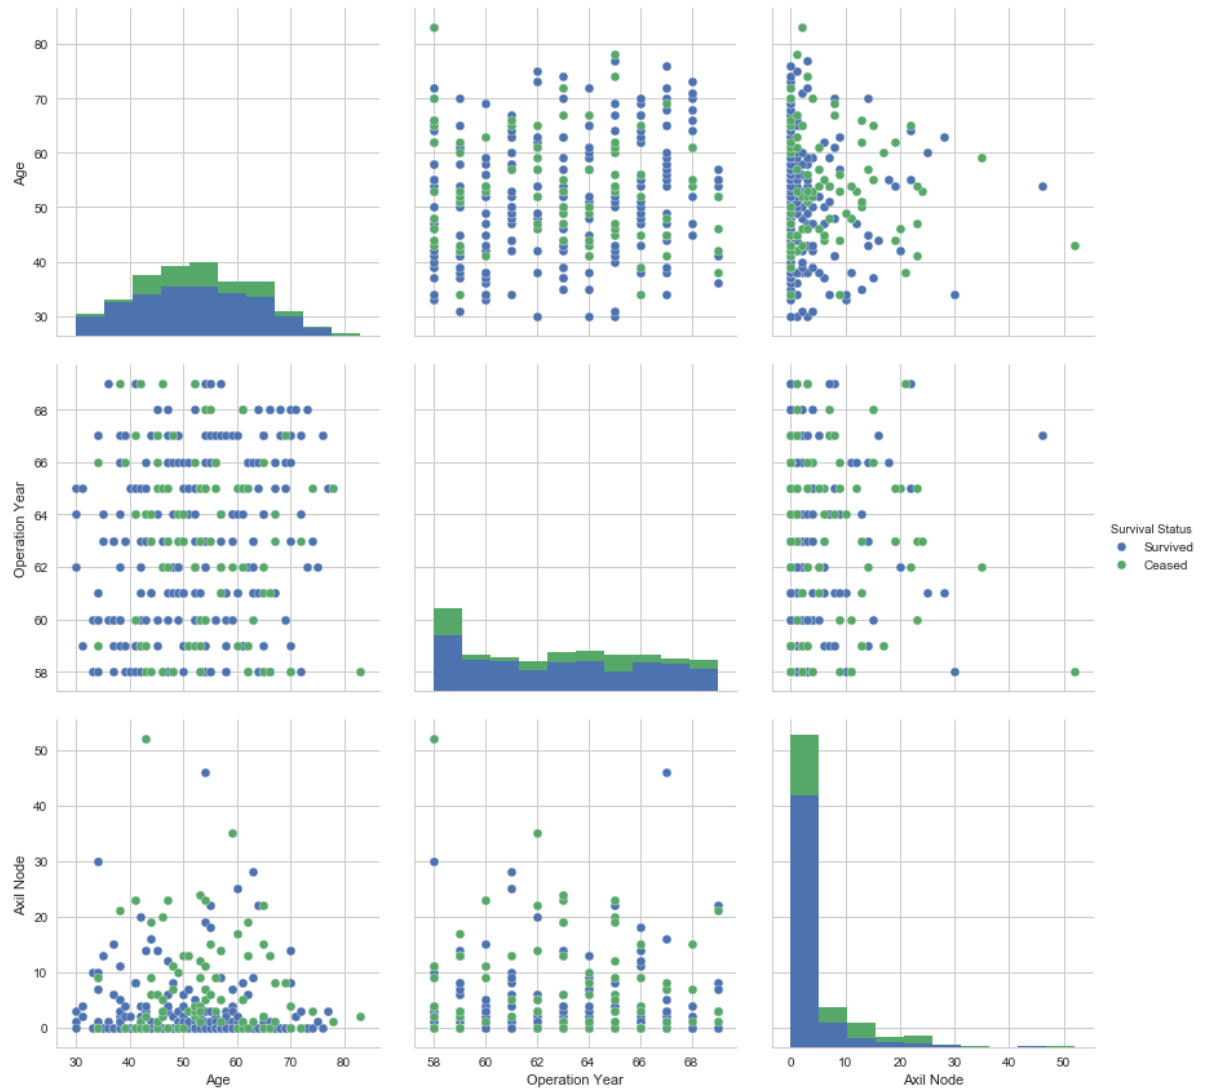 80
70
60
50
40
30
Age
68
66
64
62
60
58
Operation Year
Survival Status
Survived
Ceased
50
40
30
20
10
0
Axil Node
30 40 50 60 70 80
58 60 62 64 66 68
0 10 20 30 40 50
Age
Operation Year
Axil Node